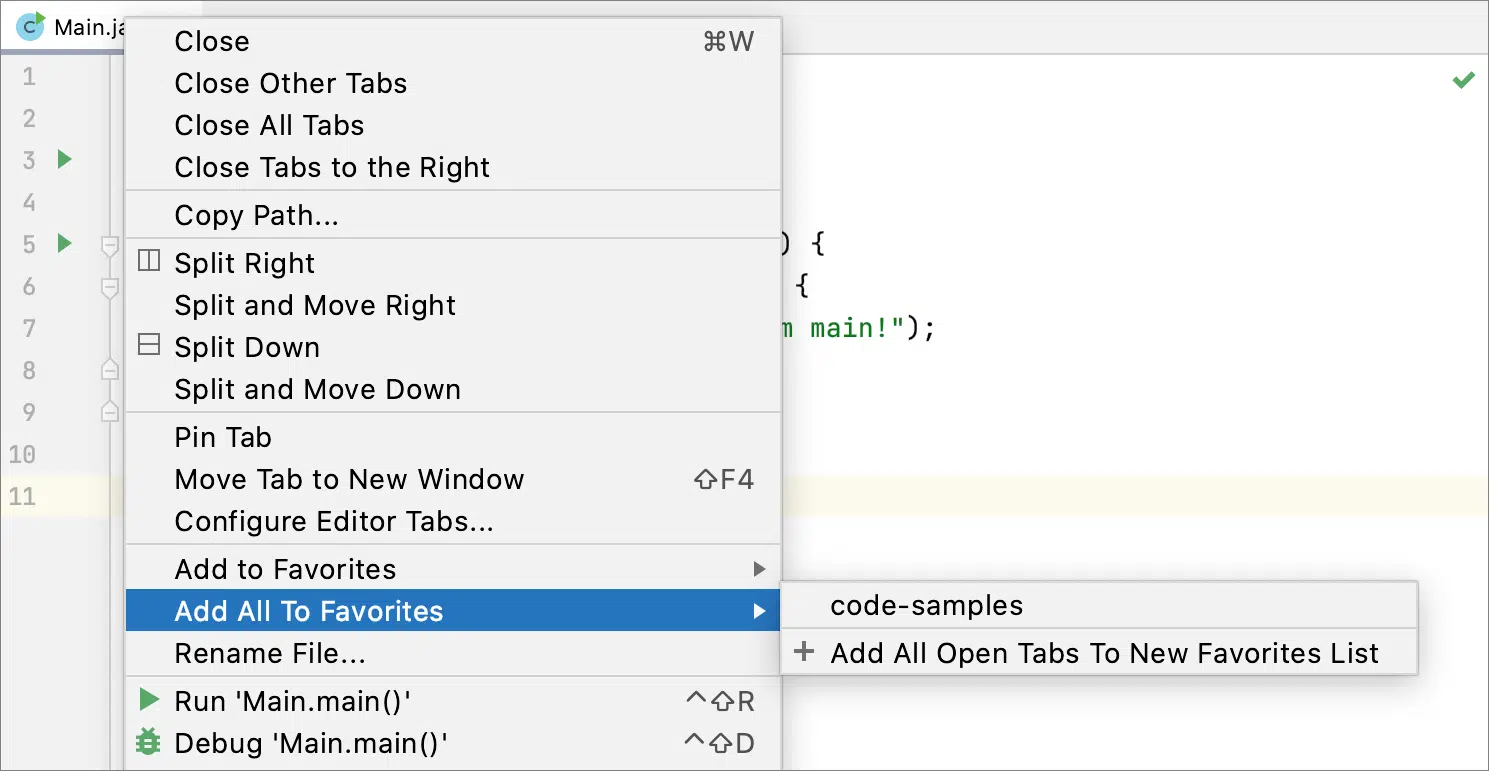 C Main.ja
Close ⌘W
Close Other Tabs
Close All Tabs
Close Tabs to the Right
Copy Path...
Split Right
Split and Move Right
Split Down
Split and Move Down
Pin Tab
Move Tab to New Window ⇧F4
Configure Editor Tabs...
Add to Favorites
Add All To Favorites
Rename File...
Run 'Main.main()' ^⇧R
Debug 'Main.main()' ^⇧D
code-samples
Add All Open Tabs To New Favorites List
1
2
3
4
5 ) {
6 {
7 m main!");
8
9
10
11